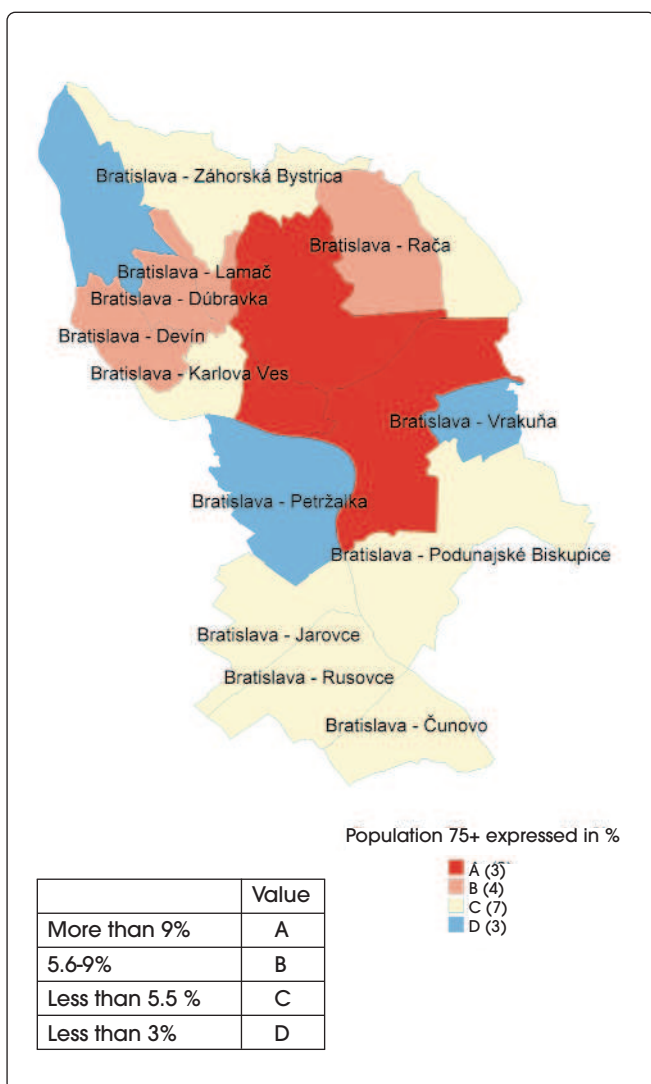 Bratislava - Záhorská Bystrica
Bratislava - Rača
Bratislava - Lamač
Bratislava - Dúbravka
Bratislava - Devín
Bratislava - Karlova Ves
Bratislava - Vrakuňa
Bratislava - Petržalka
Bratislava - Podunajské Biskupice
Bratislava - Jarovce
Bratislava - Rusovce
Bratislava - Čunovo
Population 75+ expressed in %
A (3)
B (4)
C (7)
D (3)
Value
More than 9% A
5.6-9% B
Less than 5.5 % C
Less than 3% D